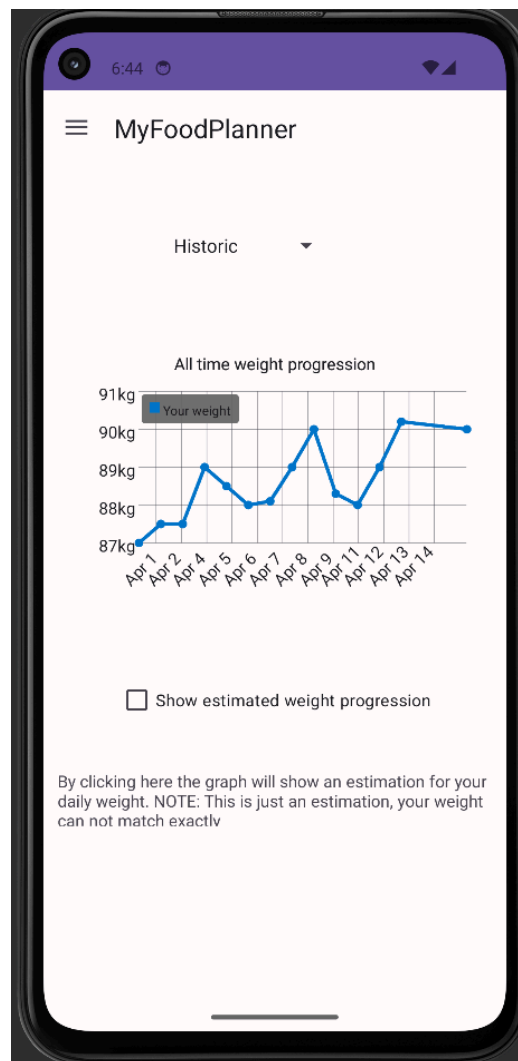 6:44
MyFoodPlanner
Historic
All time weight progression
91kg
Your weight
90kg
89kg
88kg
87kg
Apr 1
Apr 2
Apr 4
Apr 5
Apr 6
Apr 7
Apr 8
Apr 9
Apr 11
Apr 12
Apr 13
Apr 14
Show estimated weight progression
By clicking here the graph will show an estimation for your
daily weight. NOTE: This is just an estimation, your weight
can not match exactly